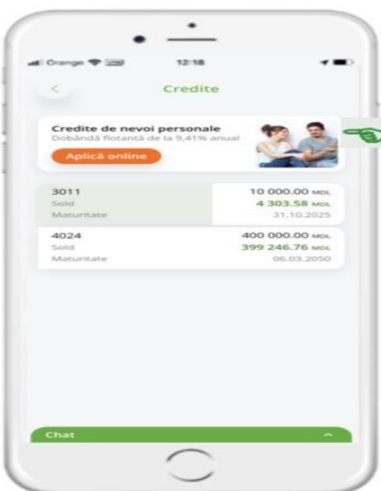 Orange 12:18
Credite
Credite de nevoi personale
Dobândă flotantă de la 9,41% anual
Aplică online
3011 10 000.00 MDL
Sold 4 303.58 MDL
Maturitate 31.10.2025
4024 400 000.00 MDL
Sold 399 246.76 MDL
Maturitate 06.03.2050
Chat